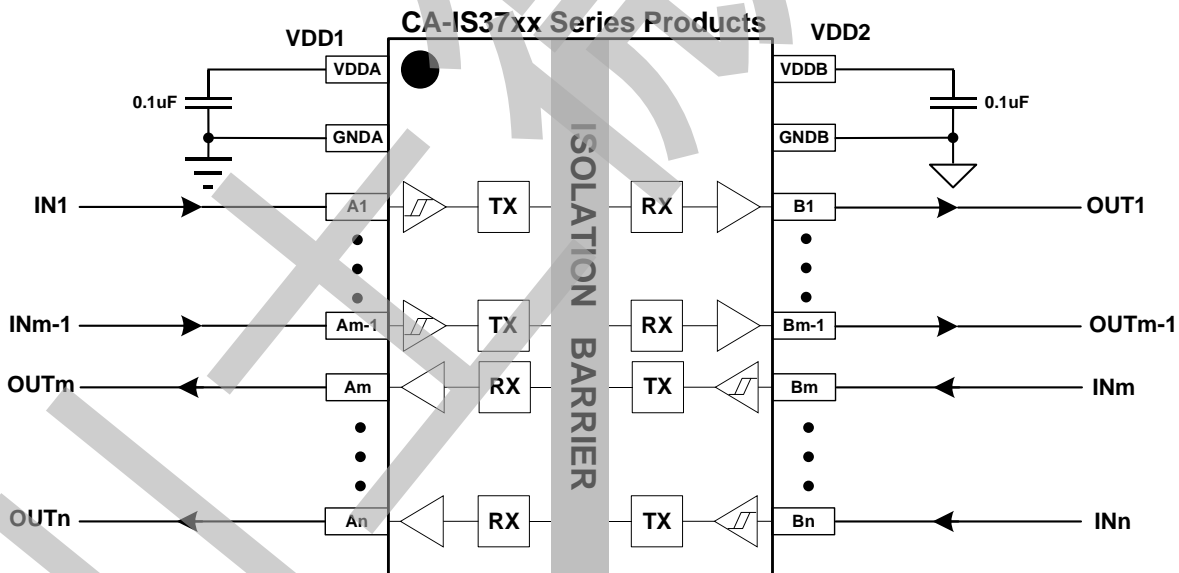 CA-IS37xx Series Products
VDD1
VDD2
VDDA
VDDB
0.1uF
0.1uF
GNDA
GNDB
ISOLATION BARRIER
IN1
A1
TX
RX
B1
OUT1
INm-1
Am-1
TX
RX
Bm-1
OUTm-1
OUTm
Am
RX
TX
Bm
INm
OUTn
An
RX
TX
Bn
INn